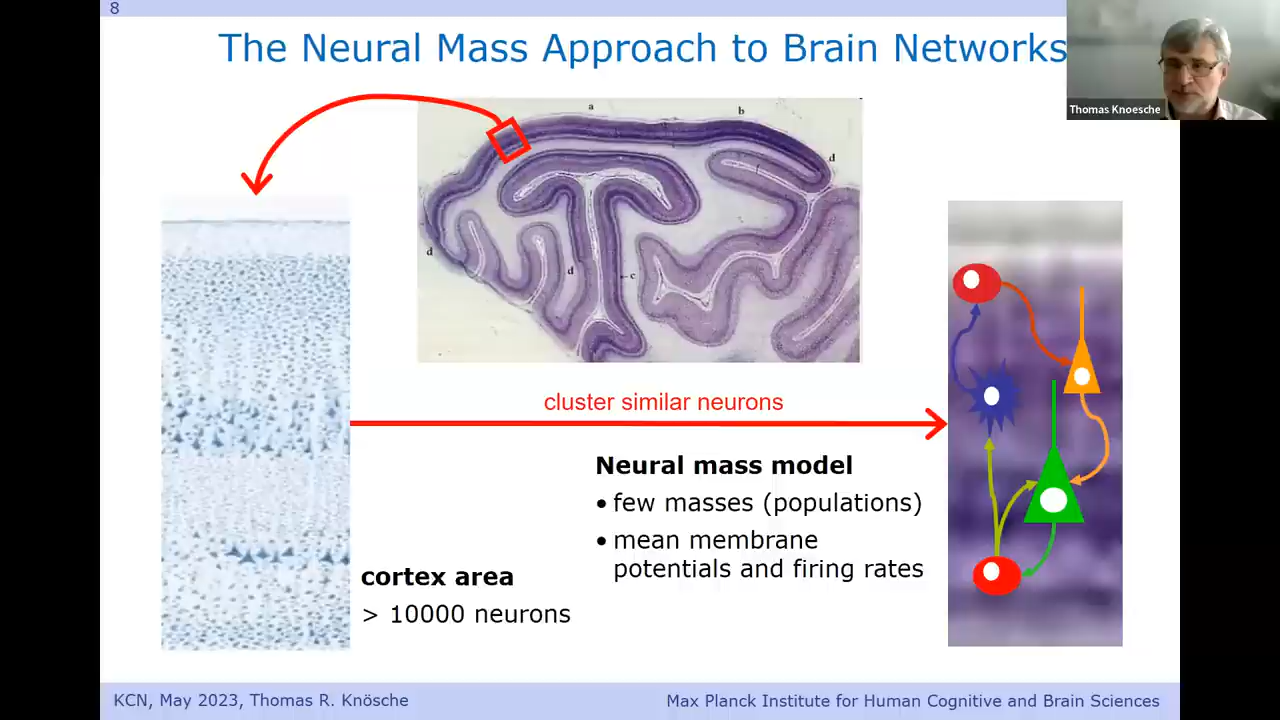 8
The Neural Mass Approach to Brain Networks
Thomas Knoesche
a
b
d
d
d
c
cluster similar neurons
Neural mass model
• few masses (populations)
• mean membrane
potentials and firing rates
cortex area
> 10000 neurons
KCN, May 2023, Thomas R. Knösche
Max Planck Institute for Human Cognitive and Brain Sciences